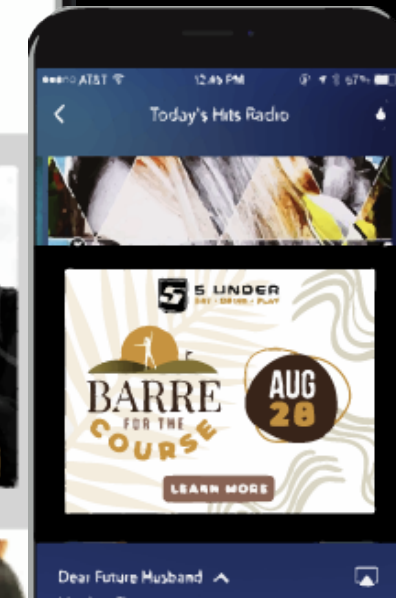 AT&T 12:45 PM 67%
Today's Hits Radio
5 UNDER
EAT • DRINK • PLAY
BARRE
FOR THE
COURSE
AUG
28
LEARN MORE
Dear Future Husband